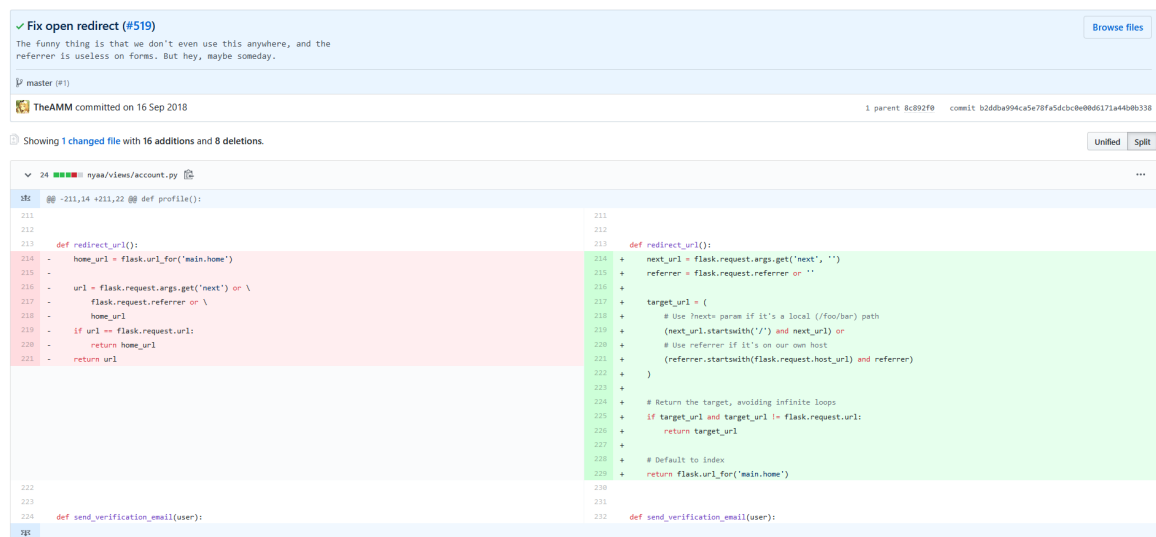 Fix open redirect (#519)
Browse files
The funny thing is that we don't even use this anywhere, and the
referrer is useless on forms. But hey, maybe someday.
master (#1)
TheAMM committed on 16 Sep 2018
1 parent 8c892f0 commit b2ddba994ca5e78fa5dcbc0e00d6171a44b0b338
Showing 1 changed file with 16 additions and 8 deletions.
Unified Split
24 nyaa/views/account.py
@@ -211,14 +211,22 @@ def profile():
211 211
212 212
213 def redirect_url(): 213 def redirect_url():
214 - home_url = flask.url_for('main.home') 214 + next_url = flask.request.args.get('next', '')
215 - 215 + referrer = flask.request.referrer or ''
216 - url = flask.request.args.get('next') or \ 216 +
217 - flask.request.referrer or \ 217 + target_url = (
218 - home_url 218 + # Use ?next= param if it's a local (/foo/bar) path
219 - if url == flask.request.url: 219 + (next_url.startswith('/') and next_url) or
220 - return home_url 220 + # Use referrer if it's on our own host
221 - return url 221 + (referrer.startswith(flask.request.host_url) and referrer)
222 + )
223 +
224 + # Return the target, avoiding infinite loops
225 + if target_url and target_url != flask.request.url:
226 + return target_url
227 +
228 + # Default to index
229 + return flask.url_for('main.home')
222 230
223 231
224 def send_verification_email(user): 232 def send_verification_email(user):